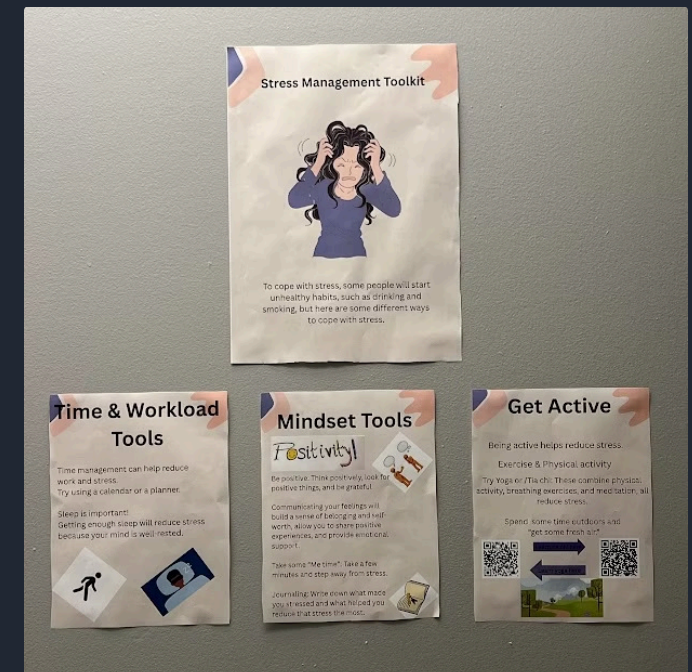 Stress Management Toolkit
To cope with stress, some people will start
unhealthy habits, such as drinking and
smoking, but here are some different ways
to cope with stress.
Time & Workload
Tools
Time management can help reduce
work and stress.
Try using a calendar or a planner.
Sleep is important!
Getting enough sleep will reduce stress
because your mind is well-rested.
Mindset Tools
Positivity!
Be positive. Think positively, look for
positive things, and be grateful.
Communicating your feelings will
build a sense of belonging and self-
worth, allow you to share positive
experiences, and provide emotional
support.
Take some "Me time". Take a few
minutes and step away from stress.
Journaling: Write down what made
you stressed and what helped you
reduce that stress the most.
Get Active
Being active helps reduce stress.
Exercise & Physical activity
Try Yoga or /Tia chi: These combine physical
activity, breathing exercises, and meditation, all
reduce stress.
Spend some time outdoors and
"get some fresh air."